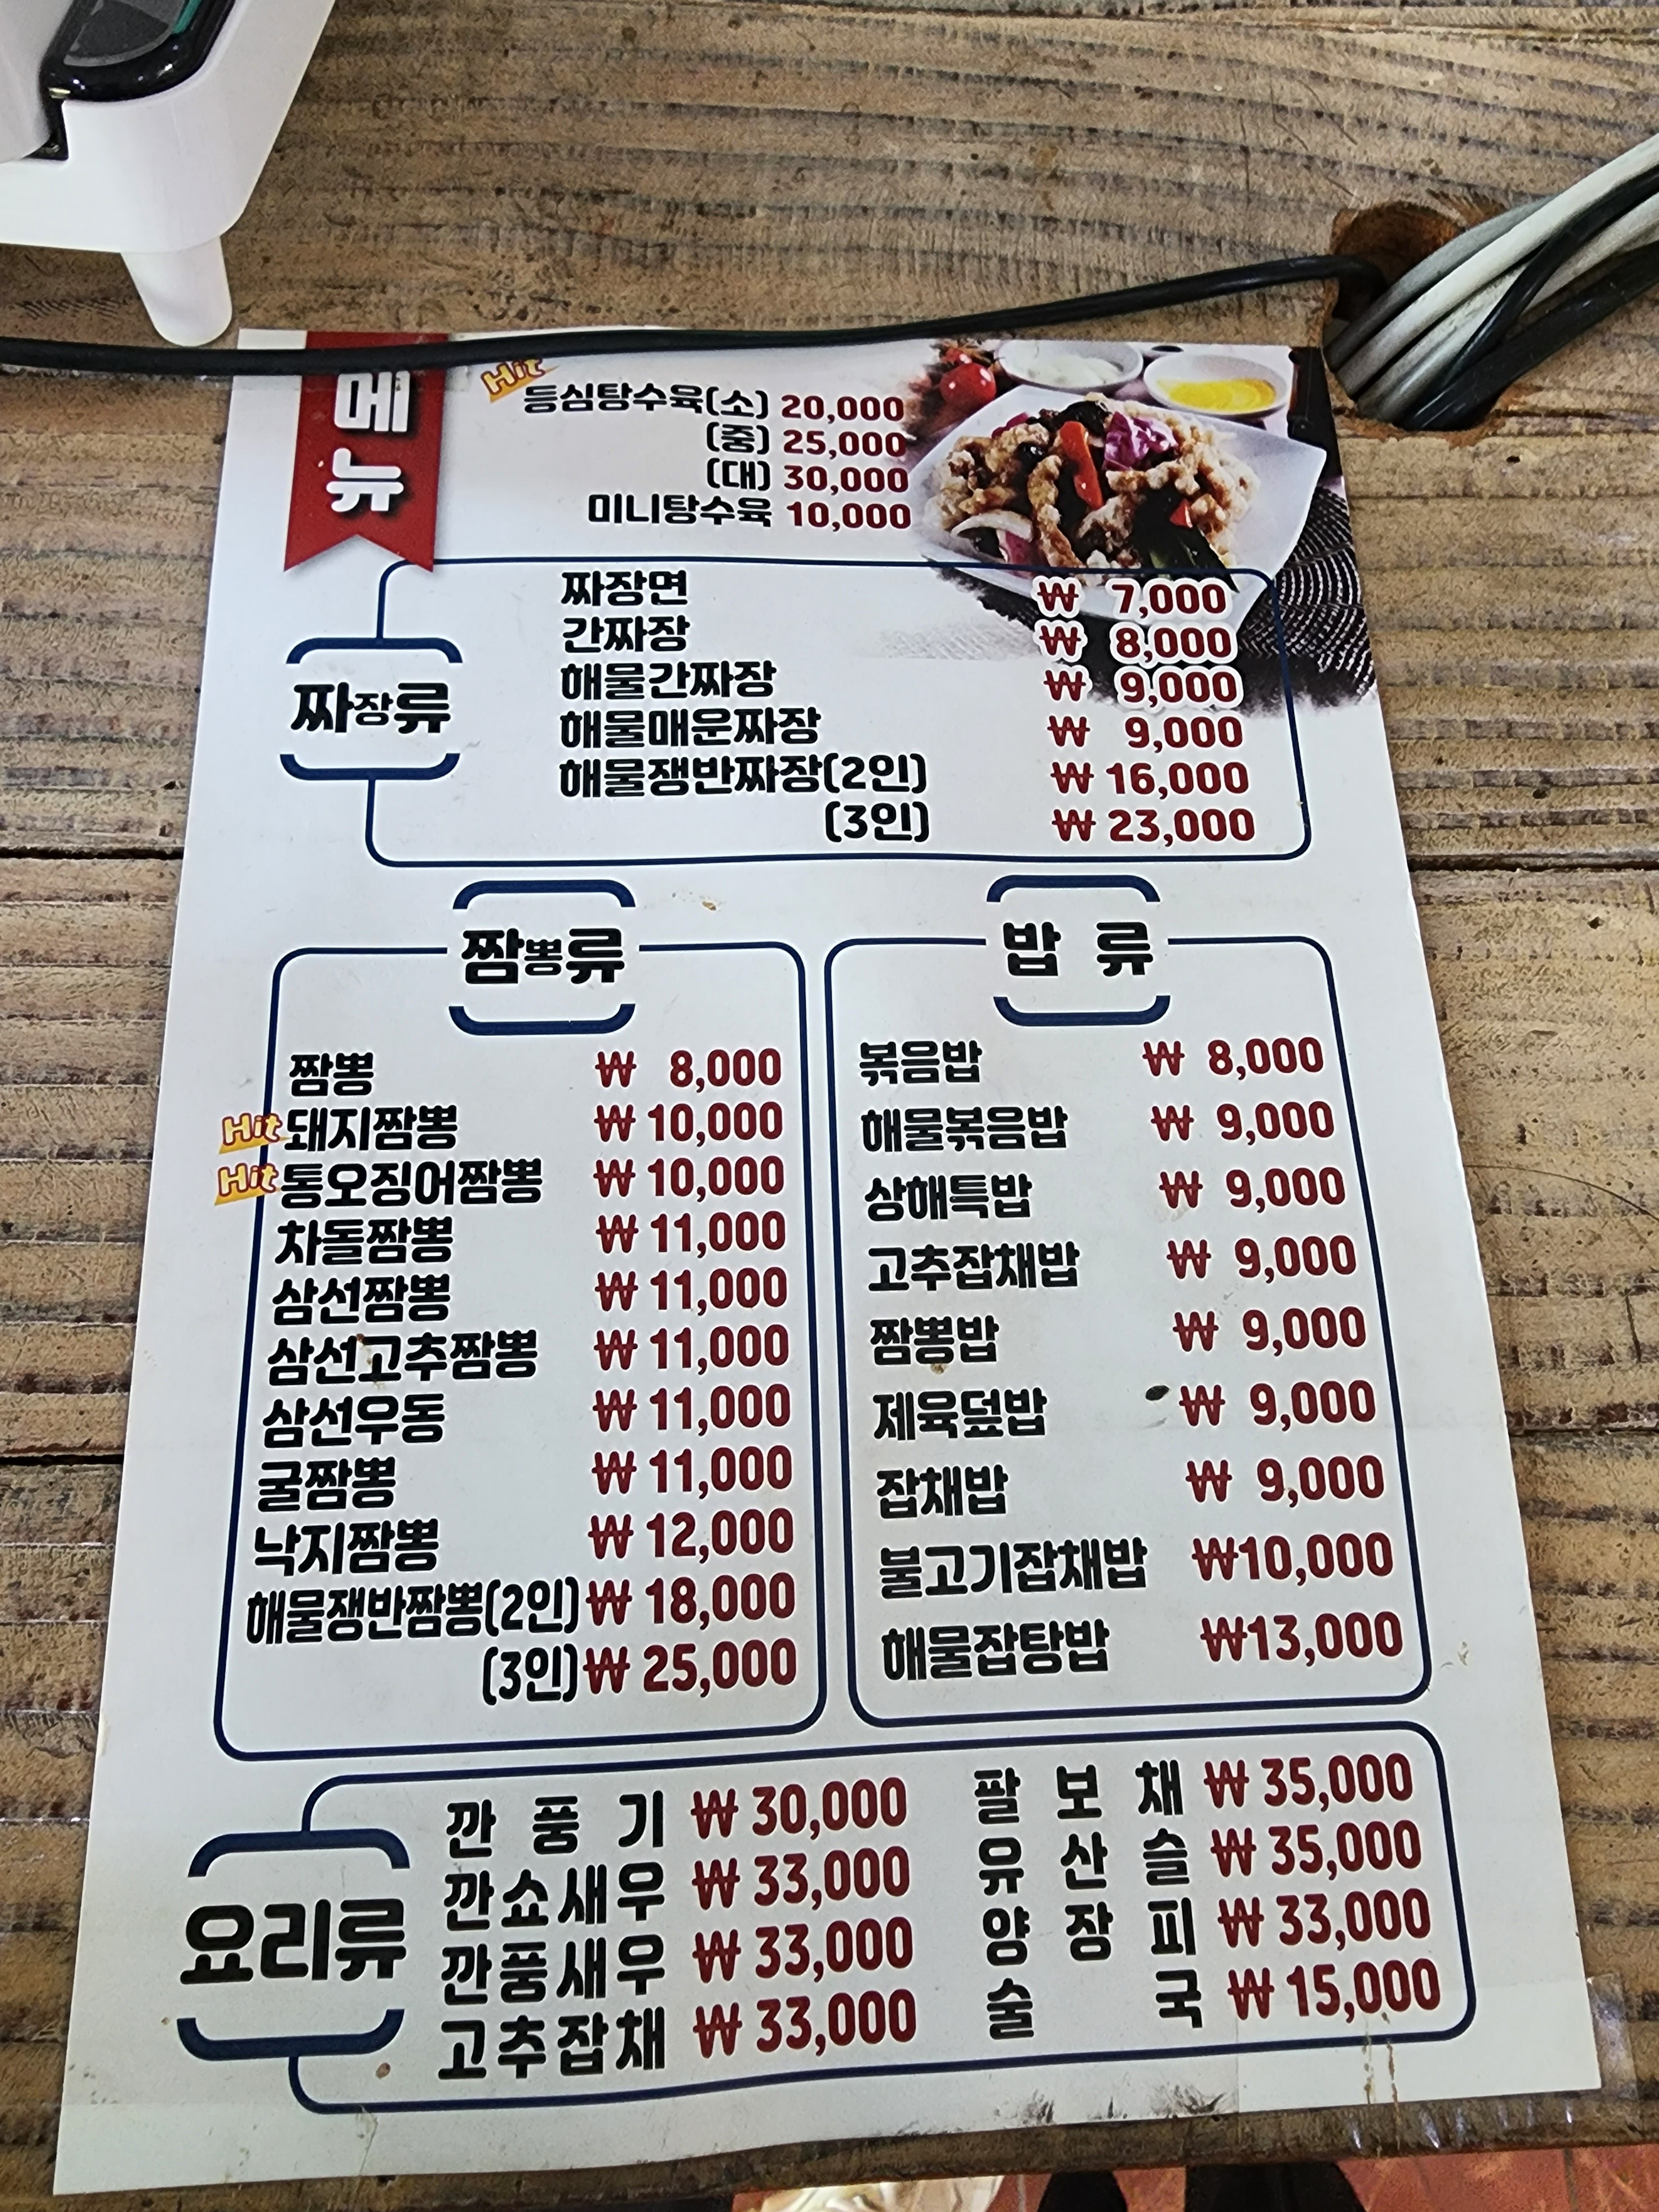 메뉴
Hit
등심탕수육(소) 20,000
(중) 25,000
(대) 30,000
미니탕수육 10,000
짜장류
짜장면 ₩ 7,000
간짜장 ₩ 8,000
해물간짜장 ₩ 9,000
해물매운짜장 ₩ 9,000
해물쟁반짜장(2인) ₩ 16,000
(3인) ₩ 23,000
짬뽕류
짬뽕 ₩ 8,000
Hit 돼지짬뽕 ₩ 10,000
Hit 통오징어짬뽕 ₩ 10,000
차돌짬뽕 ₩ 11,000
삼선짬뽕 ₩ 11,000
삼선고추짬뽕 ₩ 11,000
삼선우동 ₩ 11,000
굴짬뽕 ₩ 11,000
낙지짬뽕 ₩ 12,000
해물쟁반짬뽕(2인) ₩ 18,000
(3인) ₩ 25,000
밥 류
볶음밥 ₩ 8,000
해물볶음밥 ₩ 9,000
상해특밥 ₩ 9,000
고추잡채밥 ₩ 9,000
짬뽕밥 ₩ 9,000
제육덮밥 ₩ 9,000
잡채밥 ₩ 9,000
불고기잡채밥 ₩10,000
해물잡탕밥 ₩13,000
요리류
깐 풍 기 ₩ 30,000
깐쇼새우 ₩ 33,000
깐풍새우 ₩ 33,000
고추잡채 ₩ 33,000
팔 보 채 ₩ 35,000
유 산 슬 ₩ 35,000
양 장 피 ₩ 33,000
술 국 ₩ 15,000